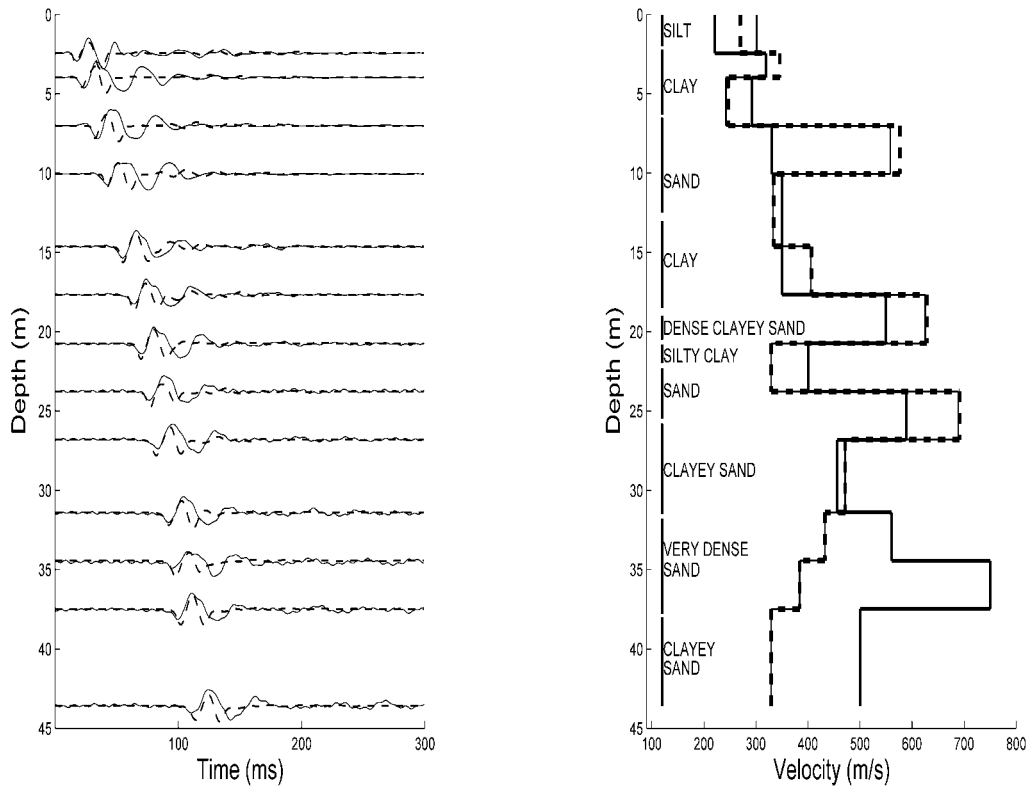 0
5
10
15
20
25
30
35
40
45
Depth (m)
100
200
300
Time (ms)
0
5
10
15
20
25
30
35
40
45
Depth (m)
SILT
CLAY
SAND
CLAY
DENSE CLAYEY SAND
SILTY CLAY
SAND
CLAYEY SAND
VERY DENSE
SAND
CLAYEY
SAND
100 200 300 400 500 600 700 800
Velocity (m/s)